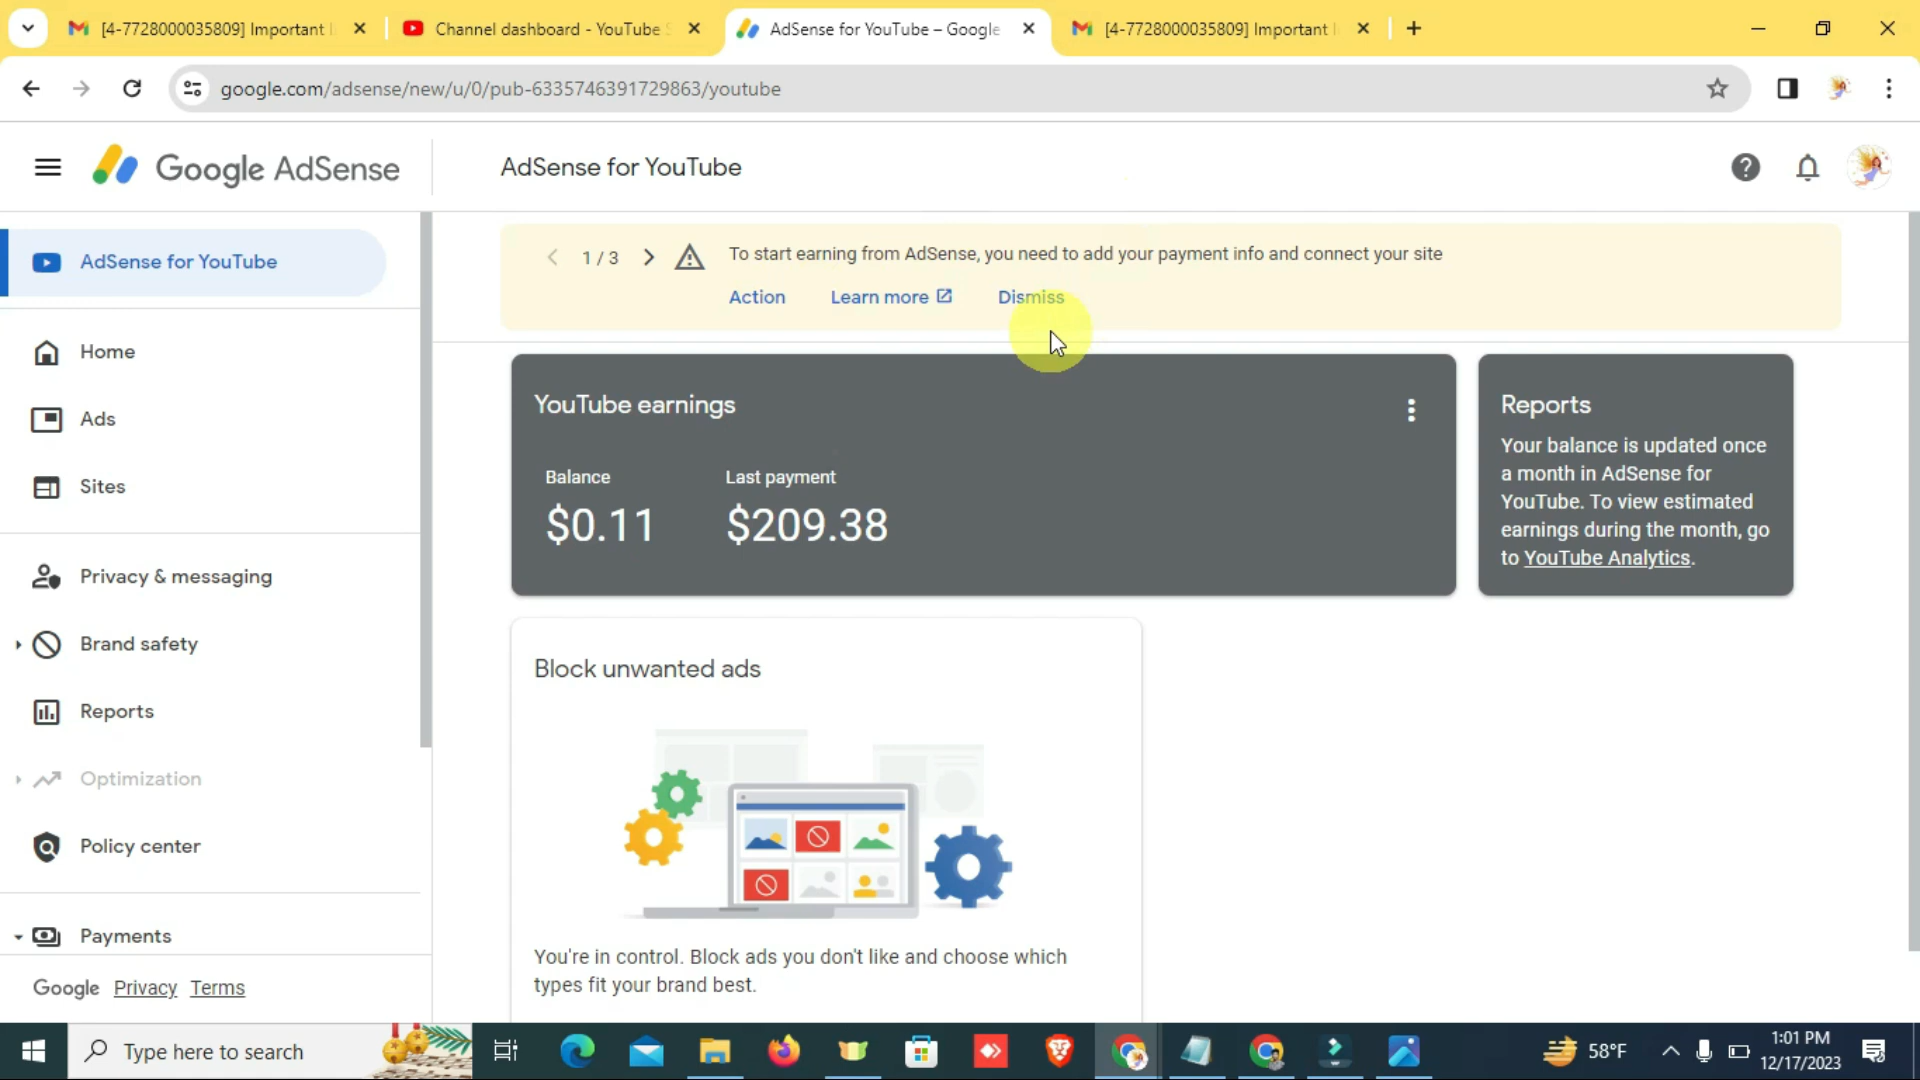 [4-7728000035809] Important
Channel dashboard - YouTube
AdSense for YouTube – Google
[4-7728000035809] Important
google.com/adsense/new/u/0/pub-6335746391729863/youtube
Google AdSense
AdSense for YouTube
AdSense for YouTube
Home
Ads
Sites
Privacy & messaging
Brand safety
Reports
Optimization
Policy center
Payments
Google Privacy Terms
1 / 3
To start earning from AdSense, you need to add your payment info and connect your site
Action Learn more Dismiss
YouTube earnings
Balance
$0.11
Last payment
$209.38
Reports
Your balance is updated once
a month in AdSense for
YouTube. To view estimated
earnings during the month, go
to YouTube Analytics.
Block unwanted ads
You're in control. Block ads you don't like and choose which
types fit your brand best.
Type here to search
58°F
1:01 PM
12/17/2023